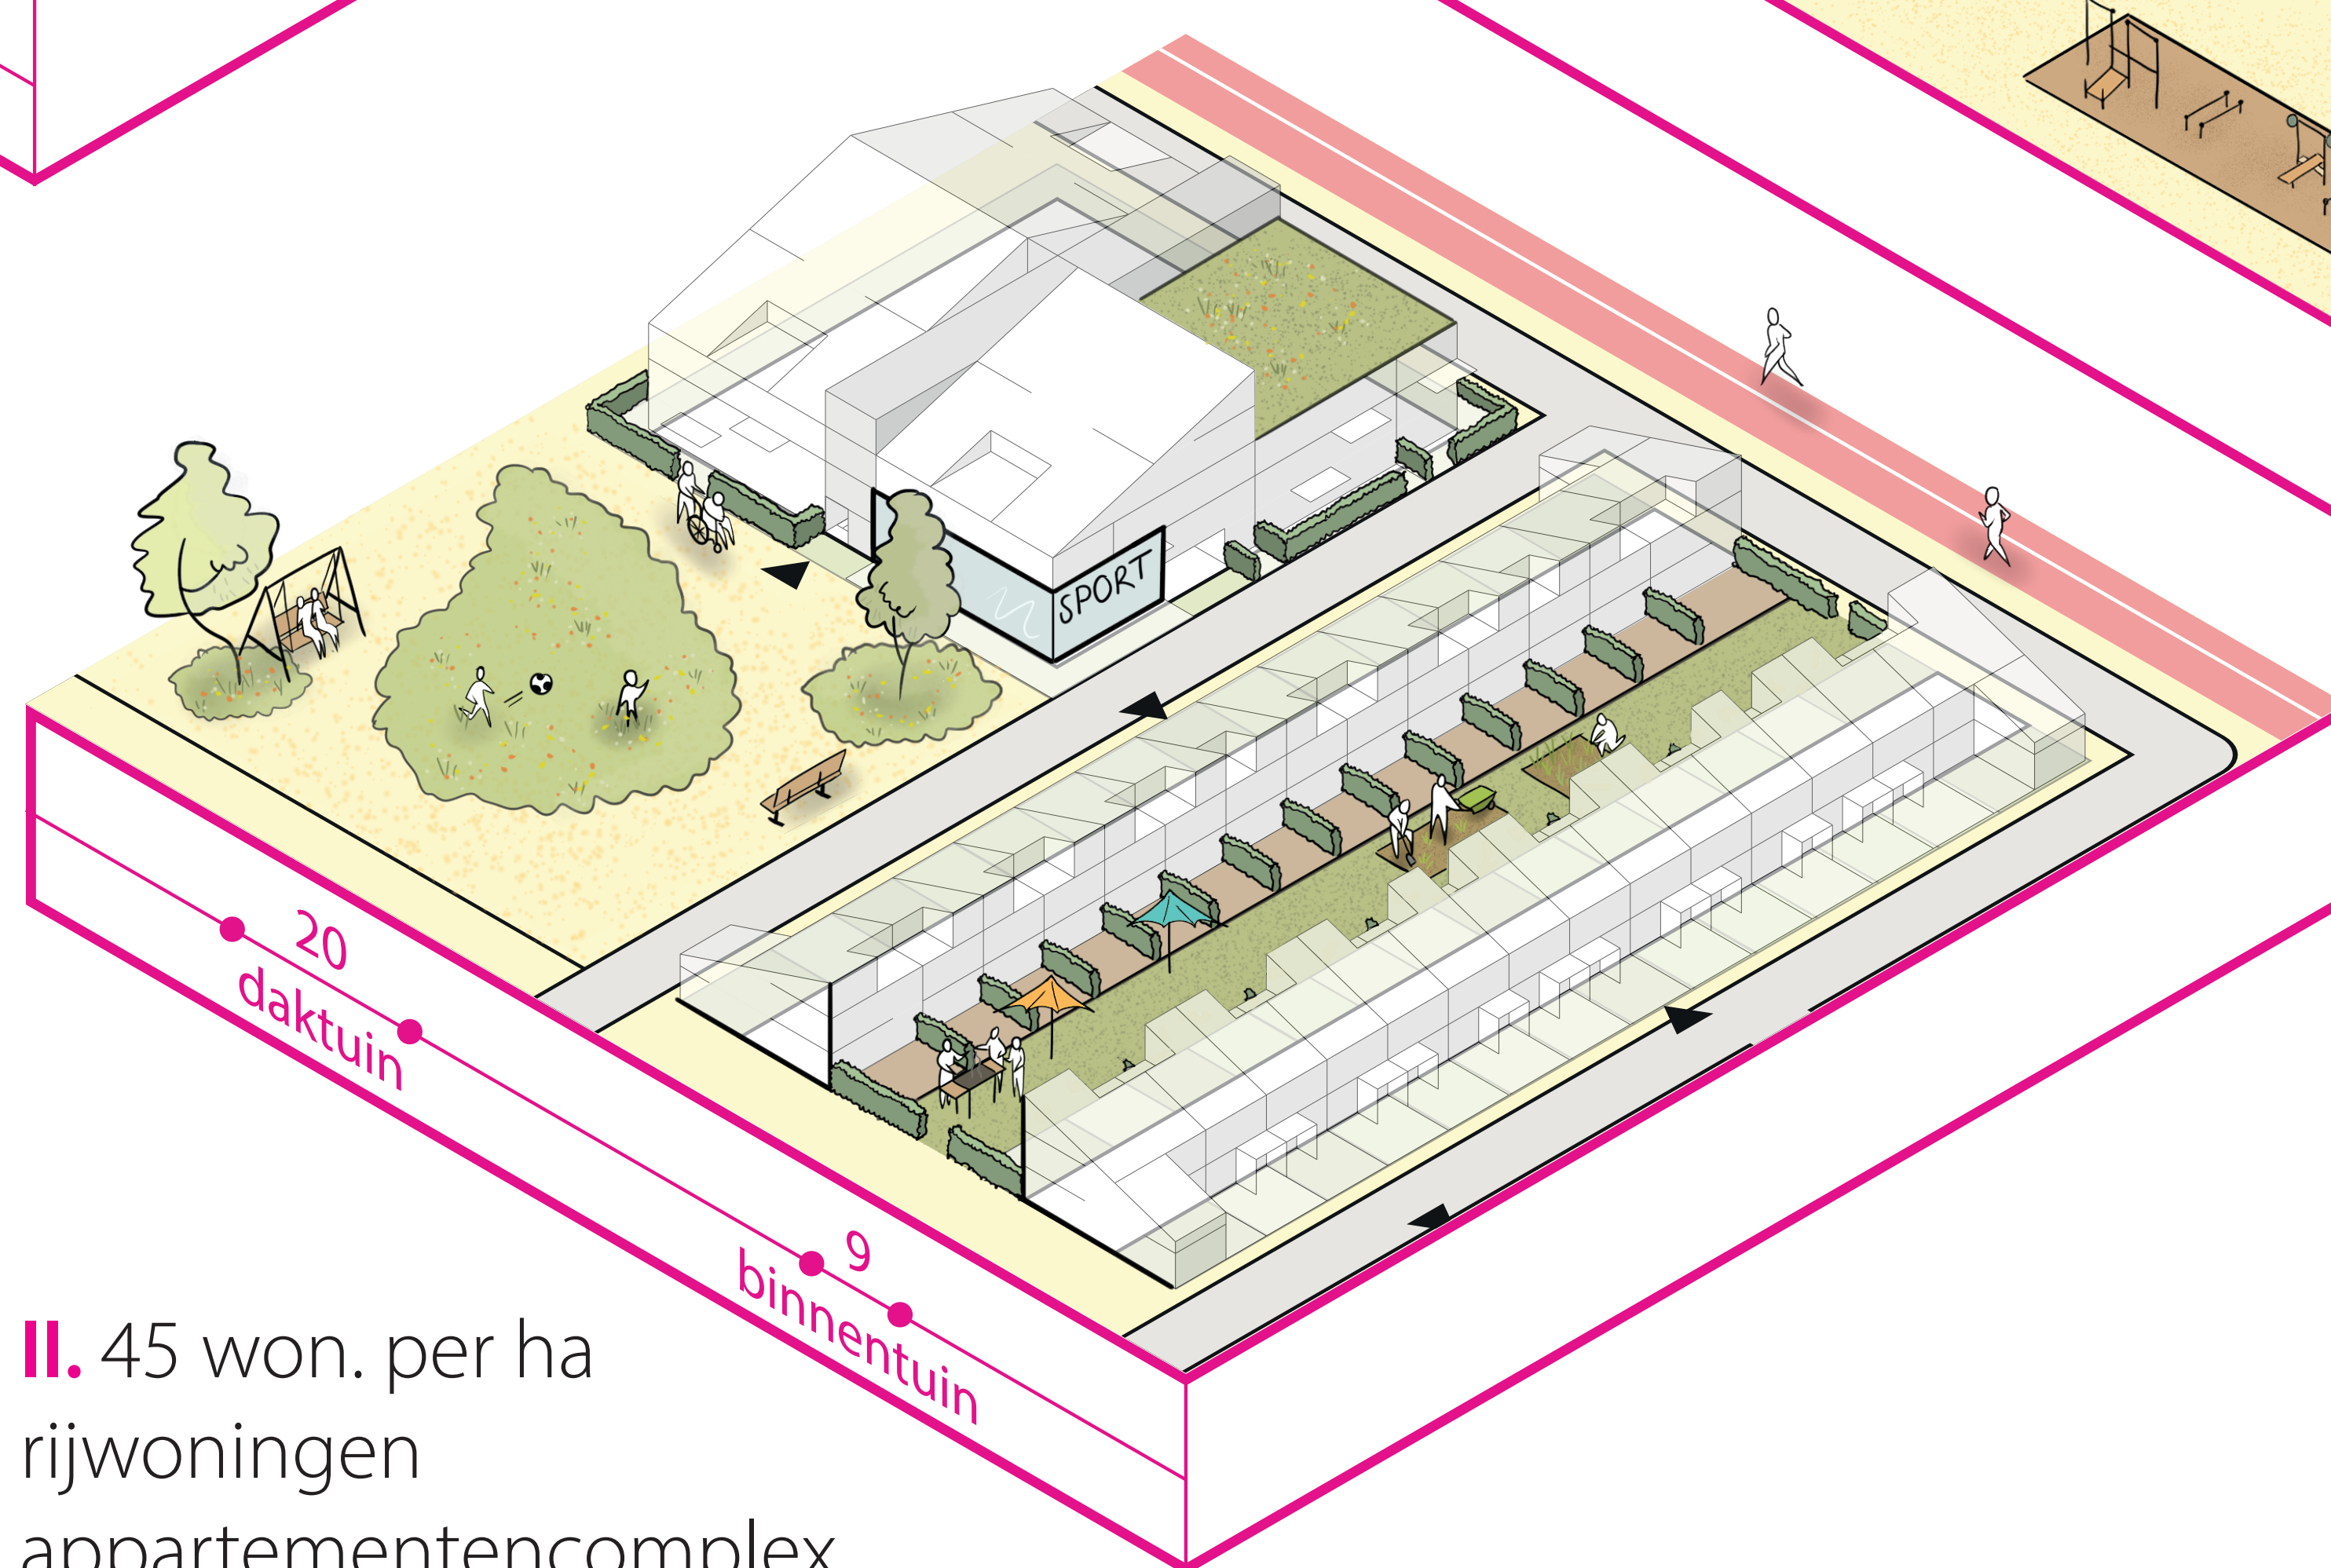 SPORT
20
daktuin
9
binnentuin
II. 45 won. per ha
rijwoningen
appartementencomplex